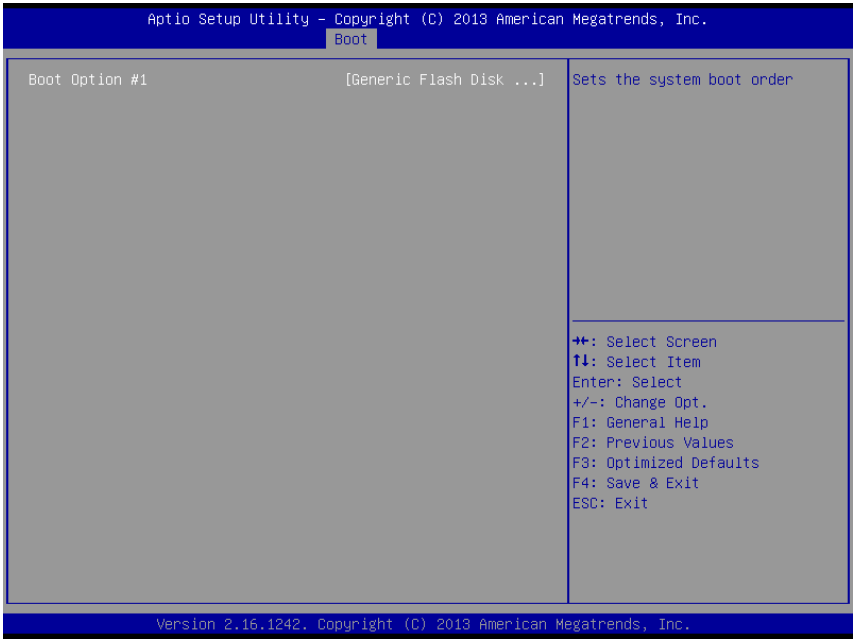 Aptio Setup Utility – Copyright (C) 2013 American Megatrends, Inc.
Boot
Boot Option #1 [Generic Flash Disk ...]
Sets the system boot order
→←: Select Screen
↑↓: Select Item
Enter: Select
+/-: Change Opt.
F1: General Help
F2: Previous Values
F3: Optimized Defaults
F4: Save & Exit
ESC: Exit
Version 2.16.1242. Copyright (C) 2013 American Megatrends, Inc.